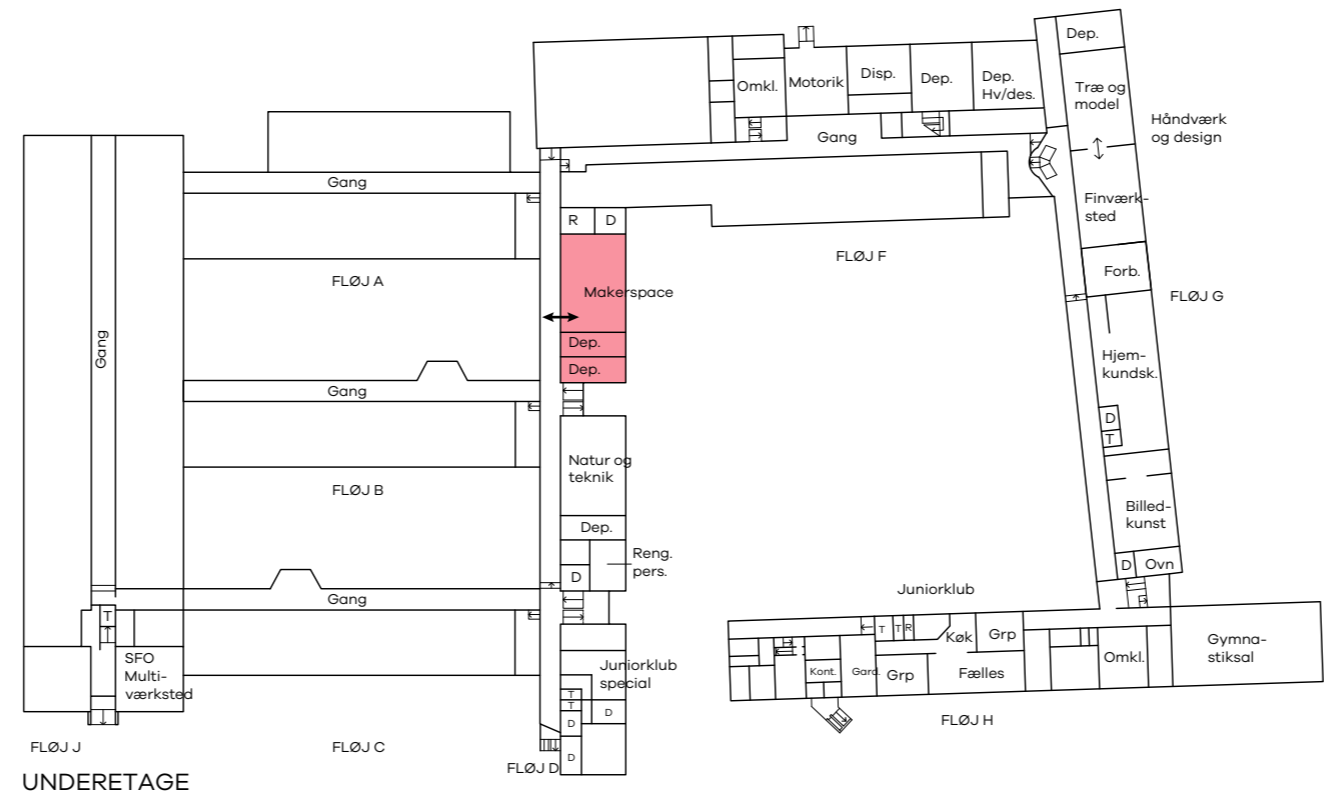 Dep.
Omkl.
Motorik
Disp.
Dep.
Dep.
Hv/des.
Træ og
model
Håndværk
og design
Gang
Gang
R
D
Finværk-
sted
FLØJ A
FLØJ F
Forb.
FLØJ G
Makerspace
Gang
Dep.
Dep.
Hjem-
kundsk.
Gang
D
T
Natur og
teknik
FLØJ B
Billed-
kunst
Dep.
Reng.
pers.
D
D
Ovn
Juniorklub
Gang
T
T
T
R
Køk
Grp
Gymna-
stiksal
SFO
Multi-
værksted
Juniorklub
special
Kont.
Gard.
Grp
Fælles
Omkl.
T
T
D
D
D
FLØJ H
FLØJ J
FLØJ C
FLØJ D
UNDERETAGE